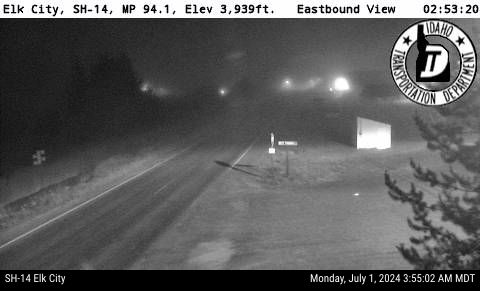 Elk City, SH-14, MP 94.1, Elev 3,939ft. Eastbound View 02:53:20
IDAHO
TRANSPORTATION DEPARTMENT
SH-14 Elk City
Monday, July 1, 2024 3:55:02 AM MDT